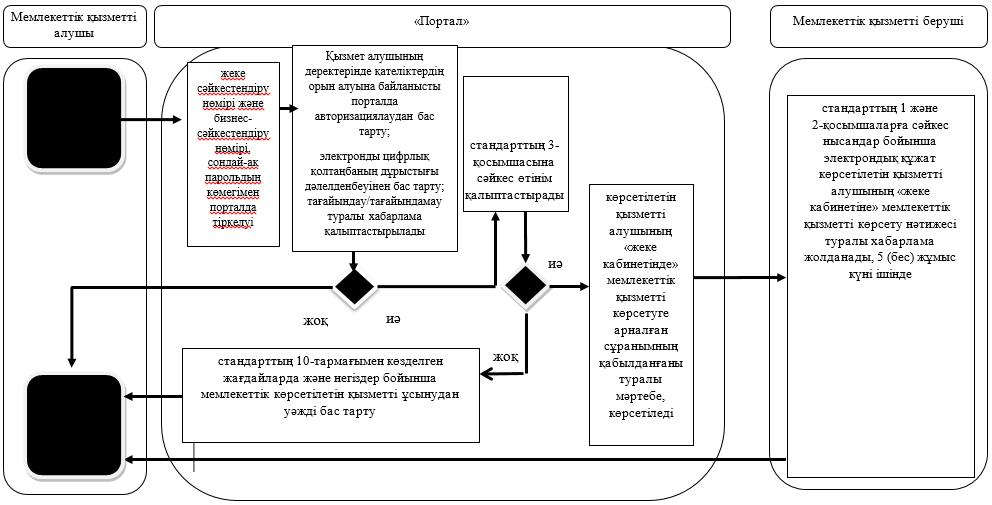 Мемлекеттік қызметті
алушы
«Портал»
Мемлекеттік қызметті беруші
жеке
сәйкестендіру
нөмірі және
бизнес-
сәйкестендіру
нөмірі,
сондай-ақ
парольдің
көмегімен
порталда
тіркелуі
Қызмет алушының
деректерінде қателіктердің
орын алуына байланысты
порталда
авторизациялаудан бас
тарту;
электронды цифрлық
қолтаңбаның дұрыстығы
дәлелденбеуінен бас тарту;
тағайындау/тағайындамау
туралы хабарлама
қалыптастырылады
стандарттың 3-
қосымшасына
сәйкес өтінім
қалыптастырады
көрсетілетін
қызметті
алушының
«жеке
кабинетінде»
мемлекеттік
қызметті
көрсетуге
арналған
сұранымның
қабылданғаны
туралы
мәртебе,
көрсетіледі
стандарттың 1 және
2-қосымшаларға сәйкес
нысандар бойынша
электрондық құжат
көрсетілетін қызметті
алушының «жеке
кабинетіне» мемлекеттік
қызметті көрсету нәтижесі
туралы хабарлама
жолданады, 5 (бес) жұмыс
күні ішінде
иә
жоқ
иә
жоқ
стандарттың 10-тармағымен көзделген
жағдайларда және негіздер бойынша
мемлекеттік көрсетілетін қызметті ұсынудан
уәжді бас тарту